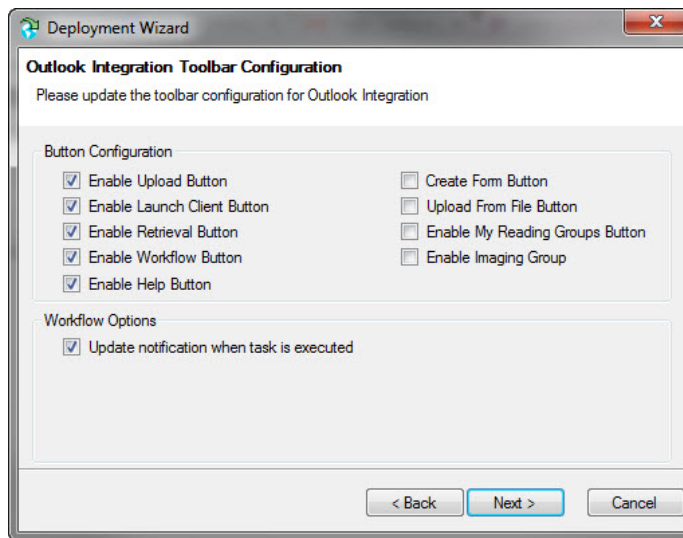 Deployment Wizard
Outlook Integration Toolbar Configuration
Please update the toolbar configuration for Outlook Integration
Button Configuration
Enable Upload Button
Create Form Button
Enable Launch Client Button
Upload From File Button
Enable Retrieval Button
Enable My Reading Groups Button
Enable Workflow Button
Enable Imaging Group
Enable Help Button
Workflow Options
Update notification when task is executed
< Back
Next >
Cancel